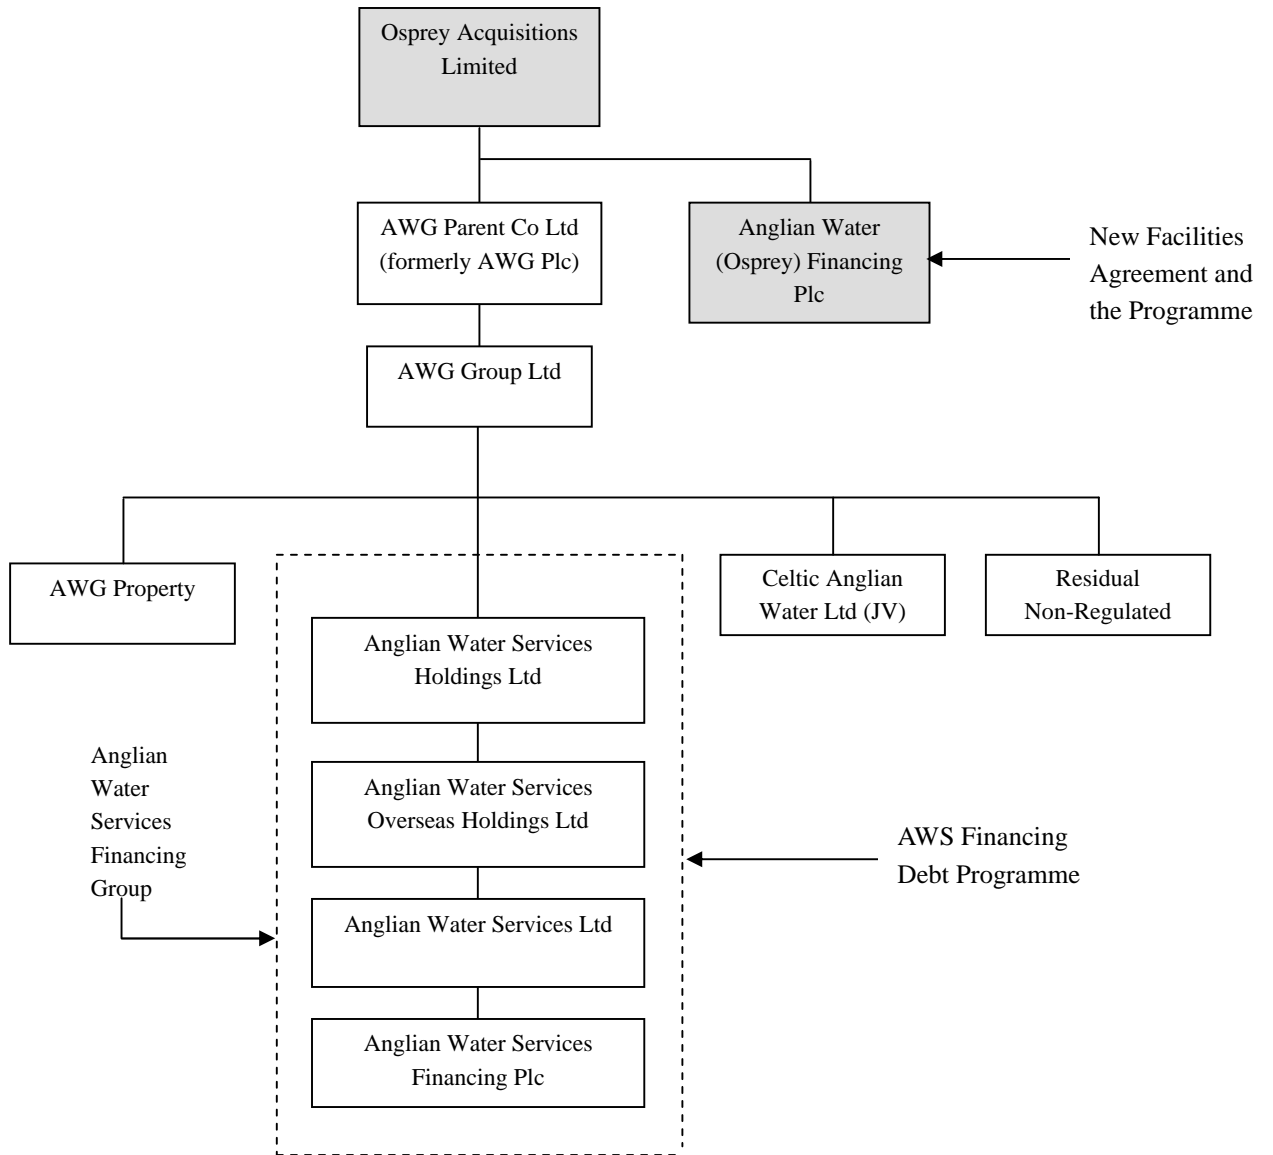 Osprey Acquisitions
Limited
AWG Parent Co Ltd
(formerly AWG Plc)
Anglian Water
(Osprey) Financing
Plc
New Facilities
Agreement and
the Programme
AWG Group Ltd
AWG Property
Celtic Anglian
Water Ltd (JV)
Residual
Non-Regulated
Anglian Water Services
Holdings Ltd
Anglian
Water
Services
Financing
Group
Anglian Water Services
Overseas Holdings Ltd
AWS Financing
Debt Programme
Anglian Water Services Ltd
Anglian Water Services
Financing Plc